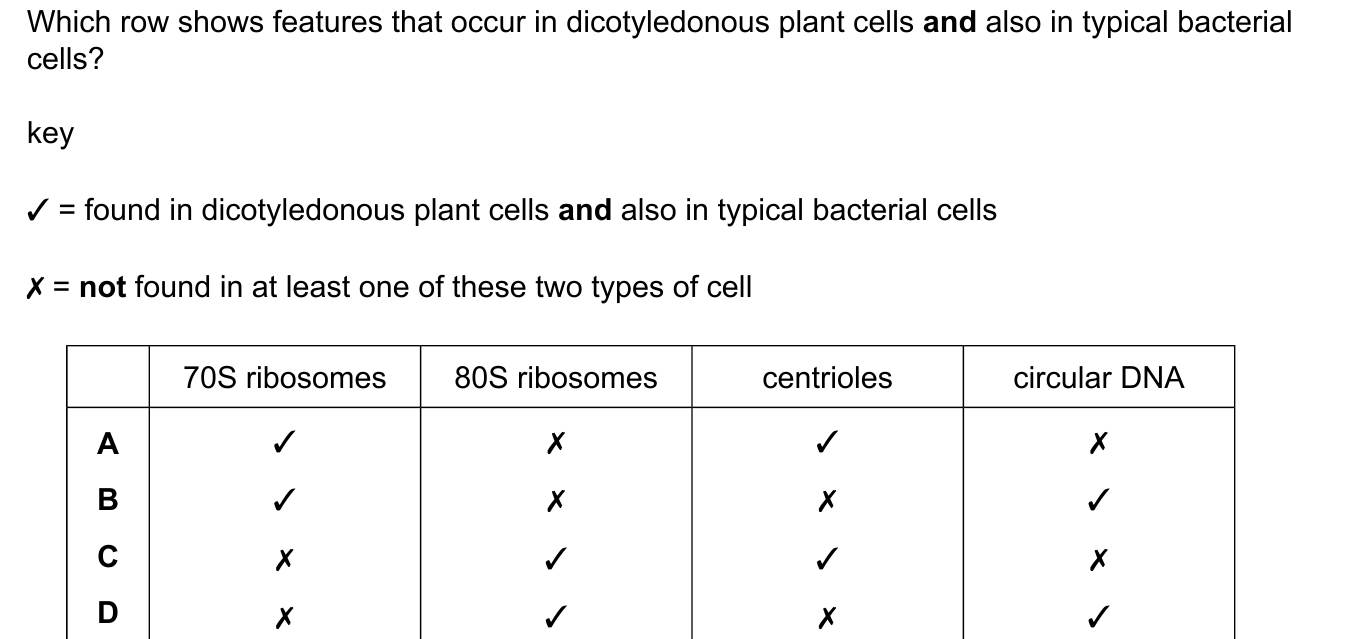 Which row shows features that occur in dicotyledonous plant cells and also in typical bacterial
cells?
key
✓ = found in dicotyledonous plant cells and also in typical bacterial cells
✗ = not found in at least one of these two types of cell
70S ribosomes 80S ribosomes centrioles circular DNA
A ✓ ✗ ✓ ✗
B ✓ ✗ ✗ ✓
C ✗ ✓ ✓ ✗
D ✗ ✓ ✗ ✓